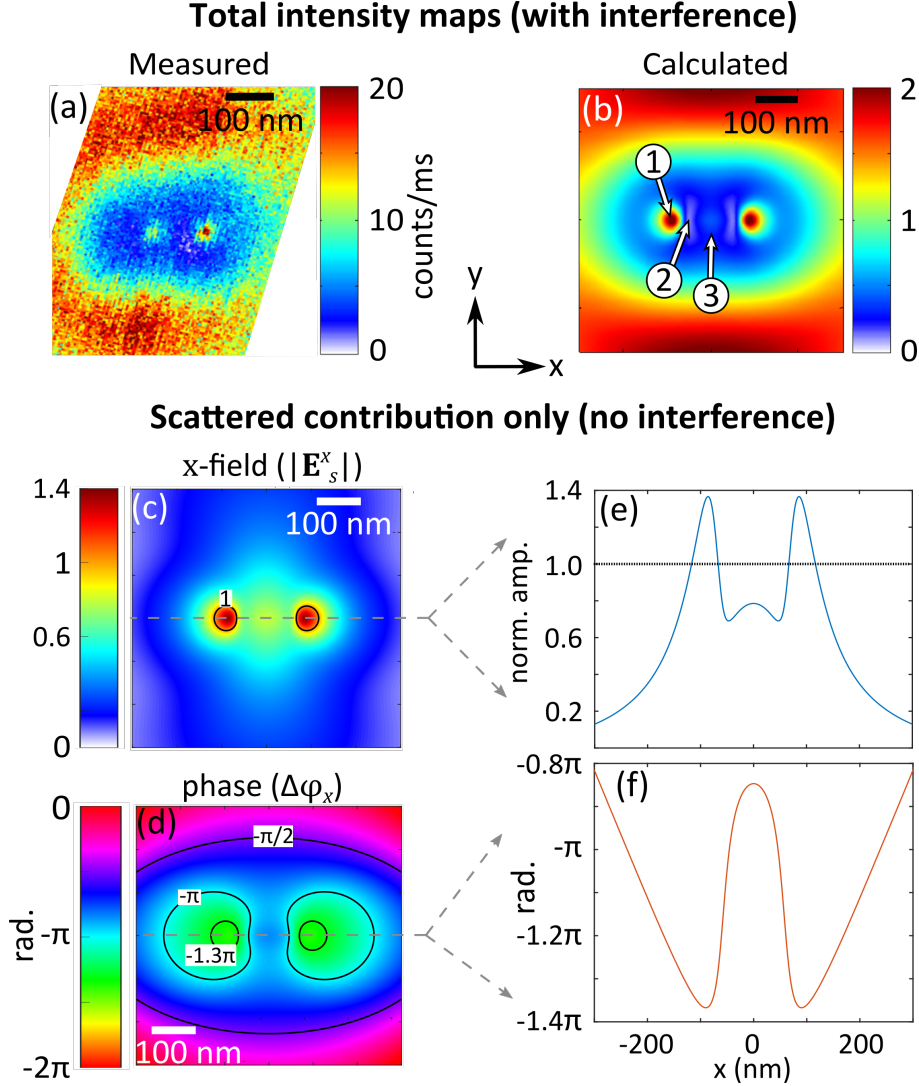 Total intensity maps (with interference)
Measured
Calculated
(a)
100 nm
20
10
0
counts/ms
(b)
100 nm
1
2
3
2
1
0
y
x
Scattered contribution only (no interference)
x-field (|E^x_s|)
(c)
100 nm
1
1.4
1
0.6
0
(e)
norm. amp.
1.4
1.0
0.6
0.2
phase (Δφ_x)
(d)
-π/2
-π
-1.3π
100 nm
0
-π
-2π
rad.
(f)
rad.
-0.8π
-π
-1.2π
-1.4π
-200
0
200
x (nm)